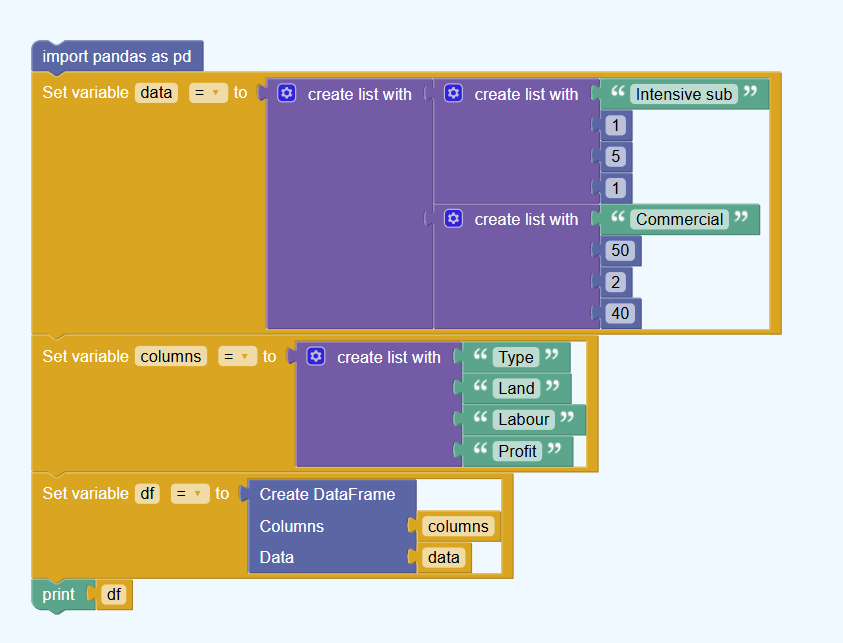 import pandas as pd
Set variable data = to create list with create list with “ Intensive sub ”
1
5
1
create list with “ Commercial ”
50
2
40
Set variable columns = to create list with “ Type ”
“ Land ”
“ Labour ”
“ Profit ”
Set variable df = to Create DataFrame
Columns columns
Data data
print df